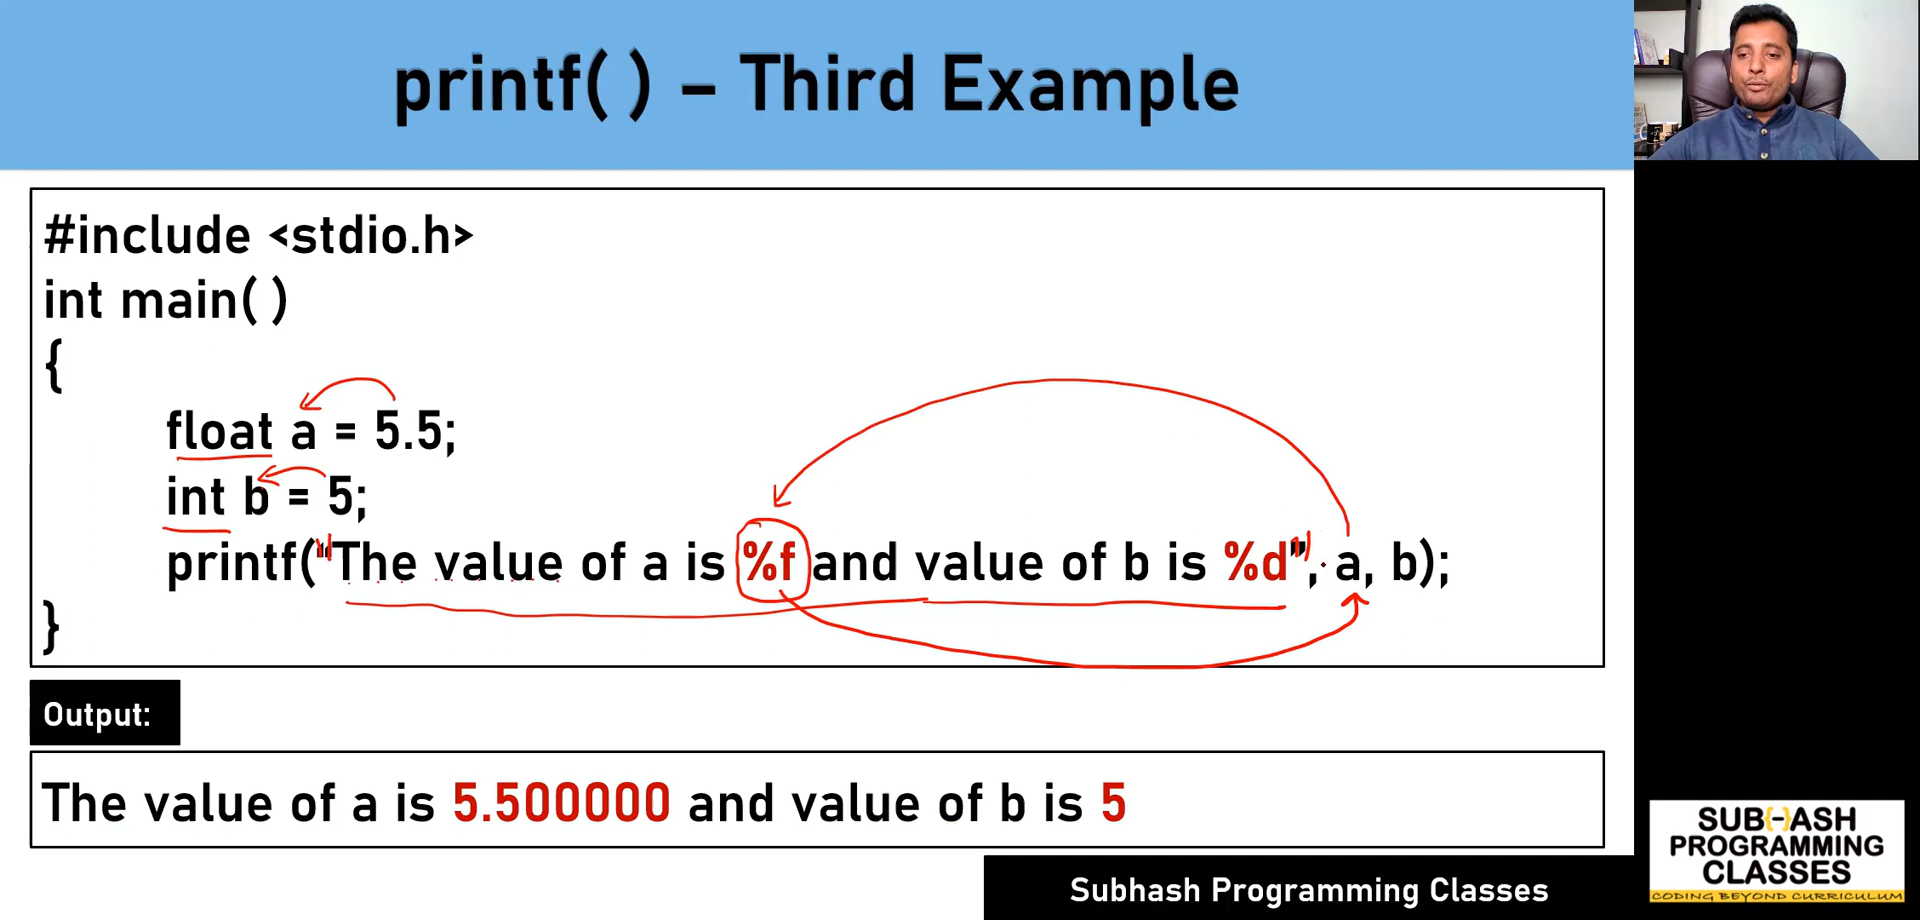 printf( ) – Third Example
#include <stdio.h>
int main( )
{
float a = 5.5;
int b = 5;
printf("The value of a is %f and value of b is %d", a, b);
}
Output:
The value of a is 5.500000 and value of b is 5
Subhash Programming Classes
SUB{-}ASH
PROGRAMMING
CLASSES
CODING BEYOND CURRICULUM